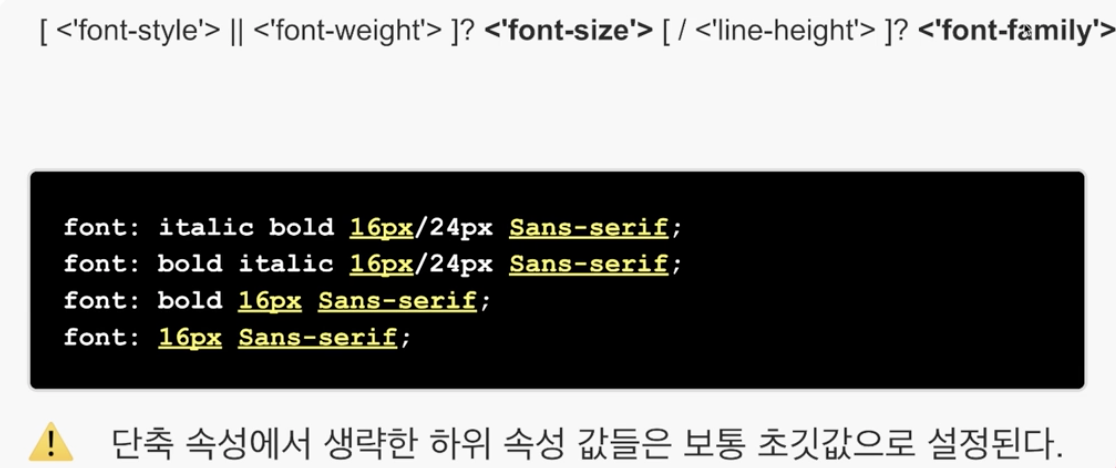 [ <'font-style'> || <'font-weight'> ]? <'font-size'> [ / <'line-height'> ]? <'font-family'>
font: italic bold 16px/24px Sans-serif;
font: bold italic 16px/24px Sans-serif;
font: bold 16px Sans-serif;
font: 16px Sans-serif;
단축 속성에서 생략한 하위 속성 값들은 보통 초깃값으로 설정된다.